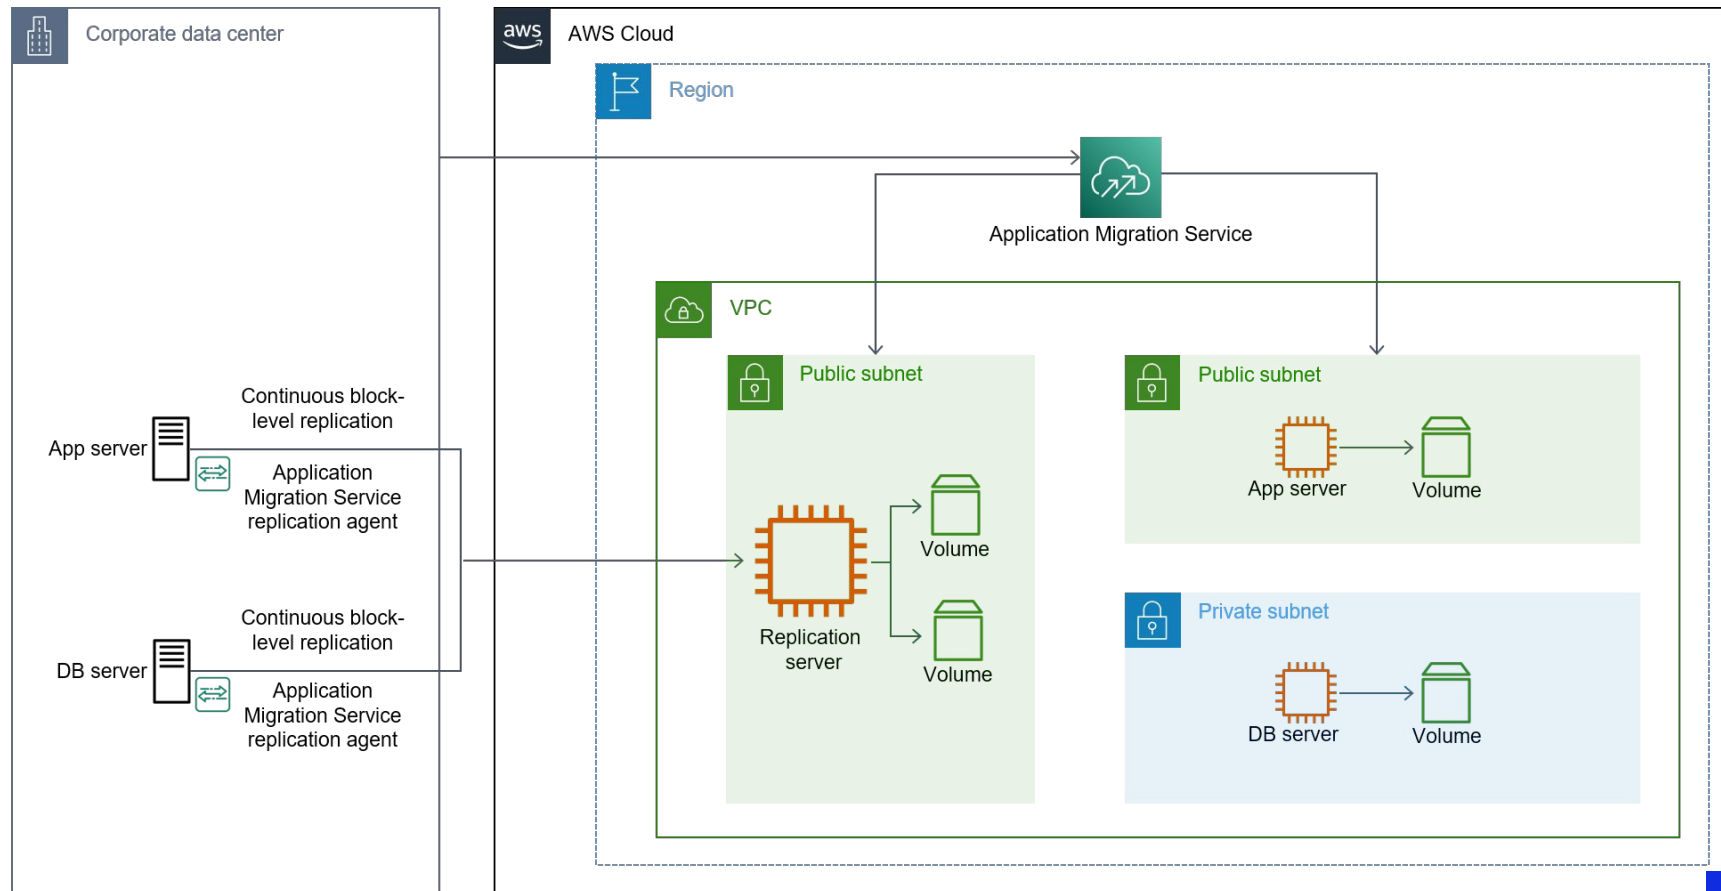 Corporate data center
aws
AWS Cloud
Region
Application Migration Service
VPC
Public subnet
Public subnet
Continuous block-
level replication
App server
Application
Migration Service
replication agent
App server
Volume
Volume
Continuous block-
level replication
DB server
Application
Migration Service
replication agent
Replication
server
Volume
Private subnet
DB server
Volume